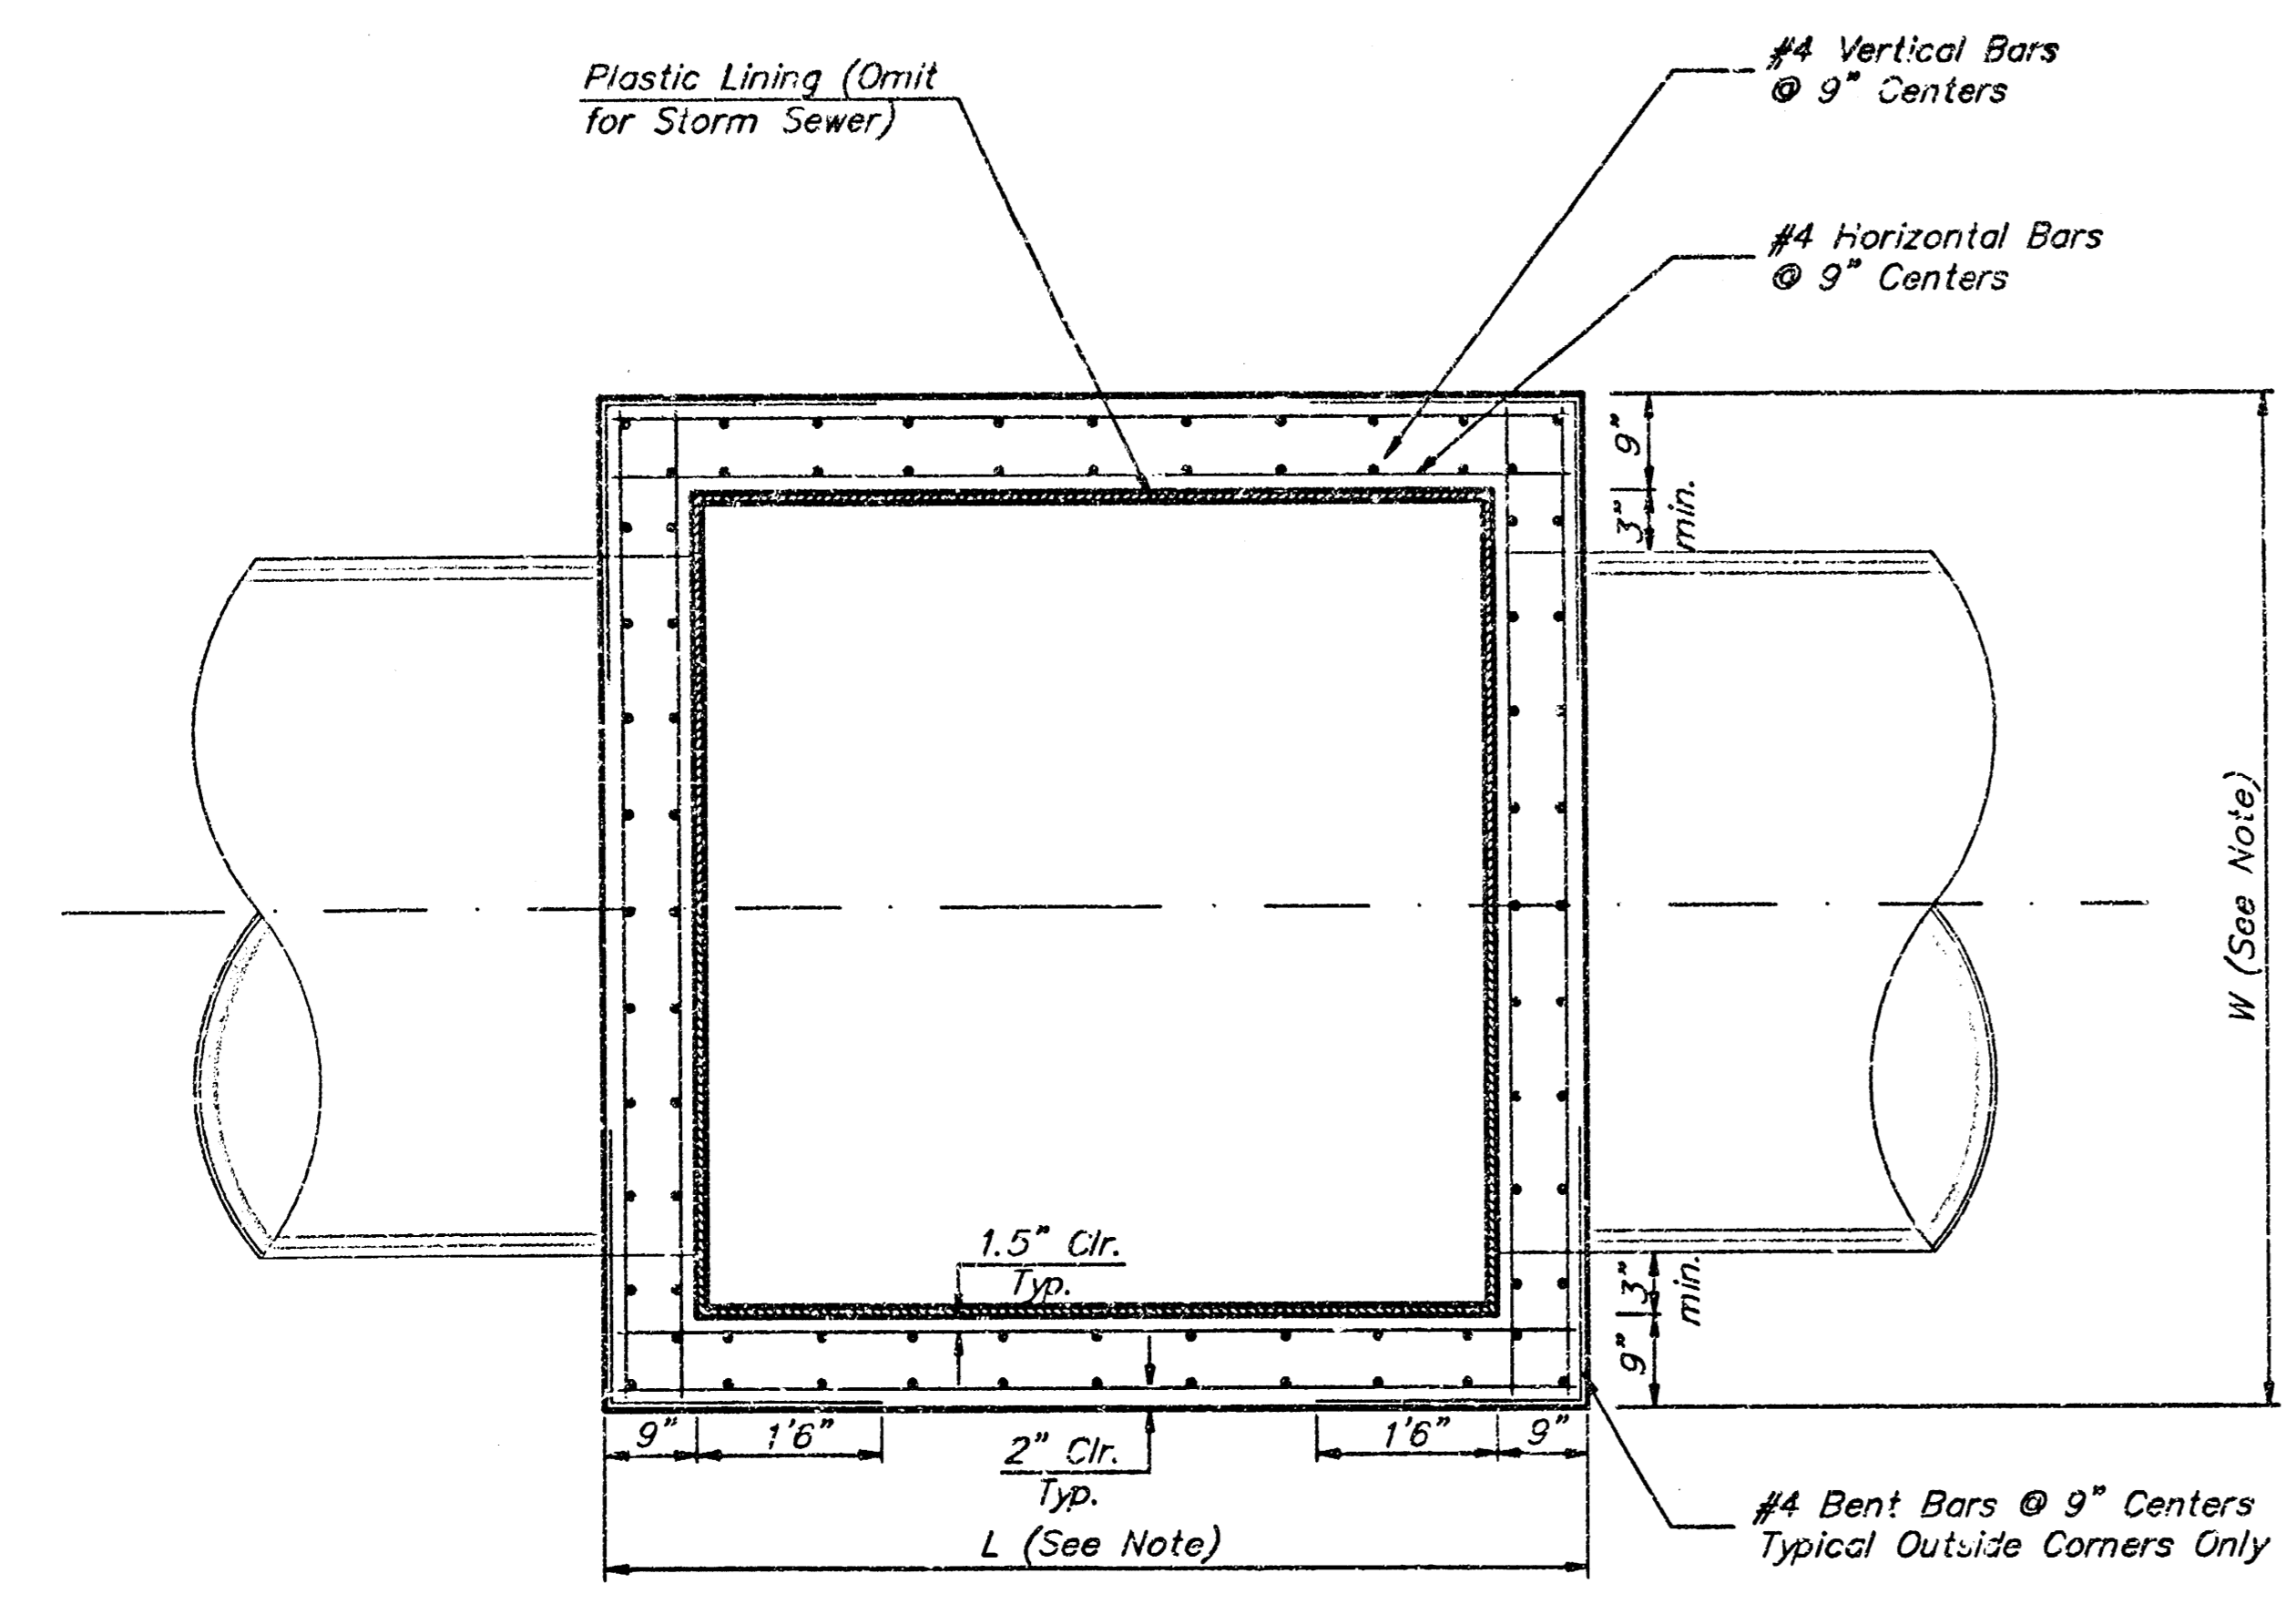 Plastic Lining (Omit
for Storm Sewer)
#4 Vertical Bars
@ 9" Centers
#4 Horizontal Bars
@ 9" Centers
9"
3"
min.
W (See Note)
1.5" Clr.
Typ.
3"
min.
9"
9"
1'6"
2" Clr.
Typ.
1'6"
9"
L (See Note)
#4 Bent Bars @ 9" Centers
Typical Outside Corners Only